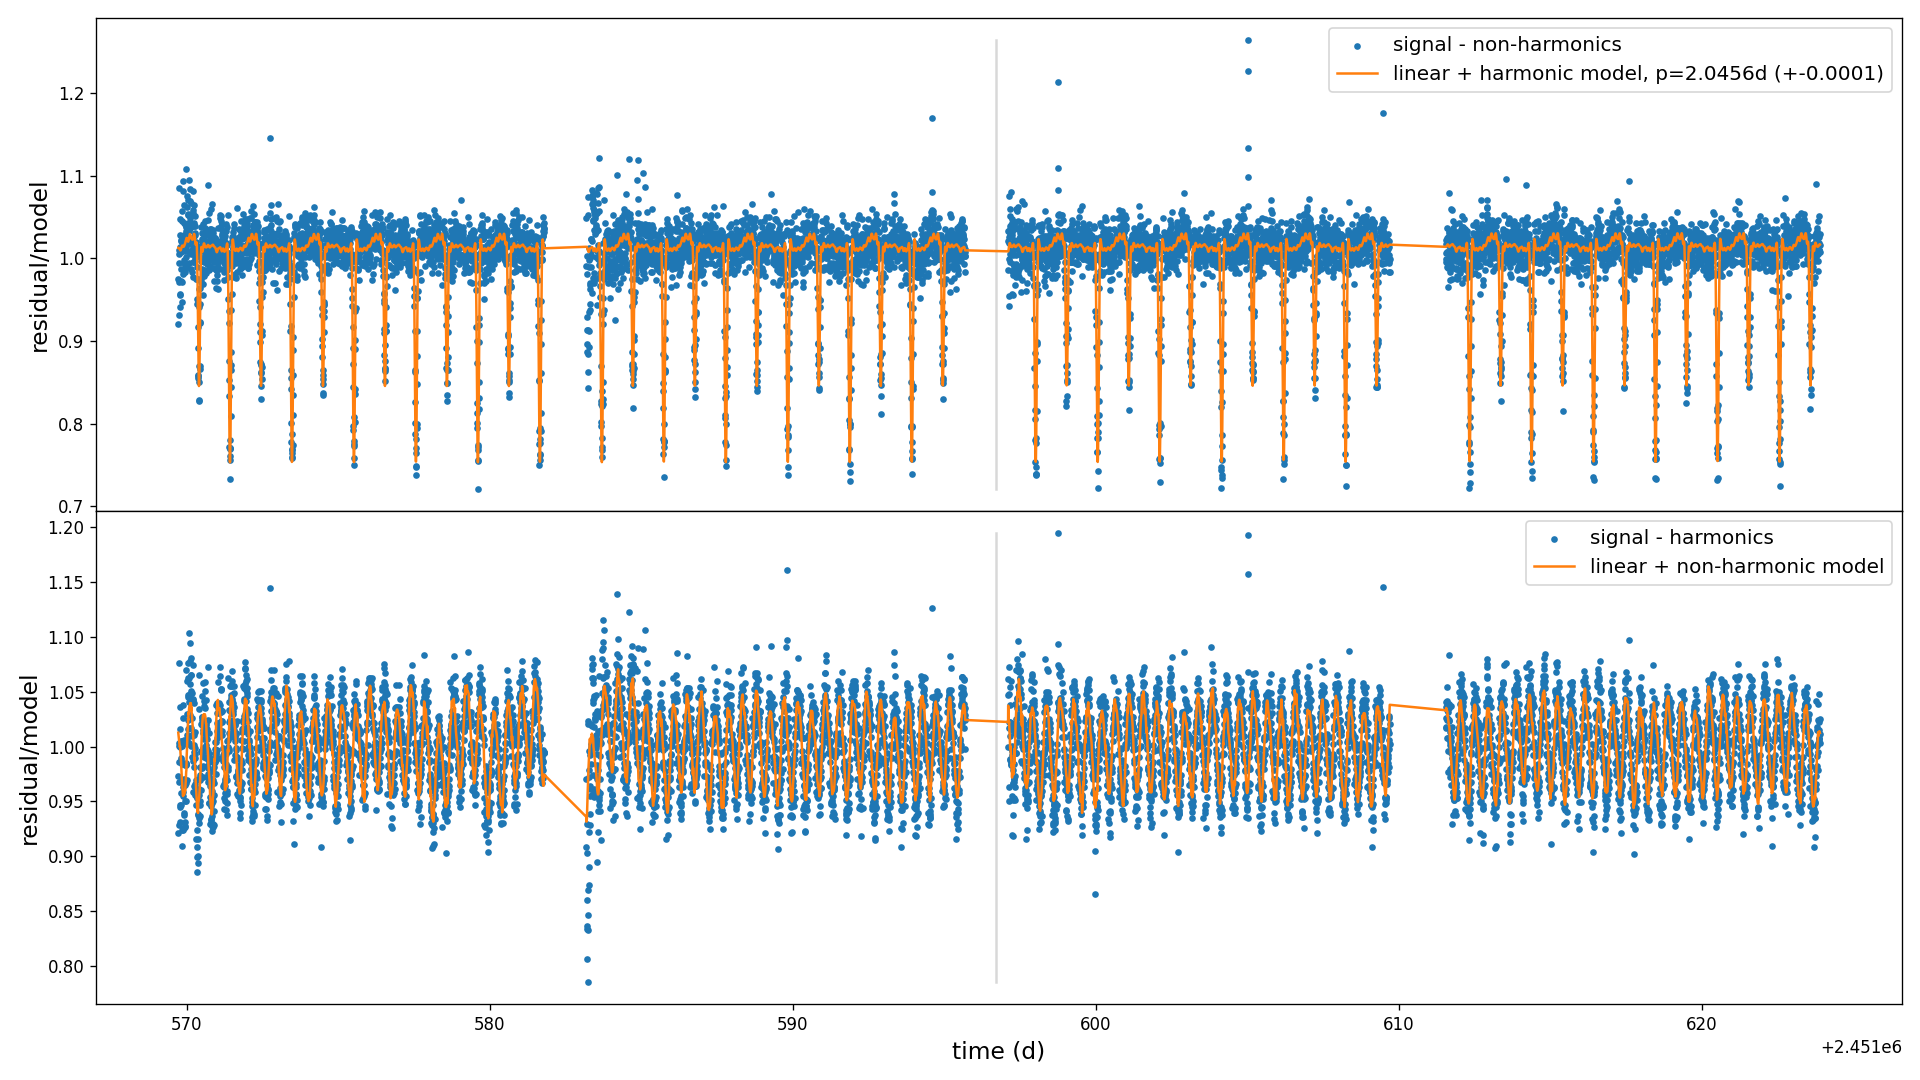 signal - non-harmonics
linear + harmonic model, p=2.0456d (+-0.0001)
residual/model
1.2
1.1
1.0
0.9
0.8
0.7
signal - harmonics
linear + non-harmonic model
residual/model
1.20
1.15
1.10
1.05
1.00
0.95
0.90
0.85
0.80
570 580 590 600 610 620
time (d)
+2.451e6